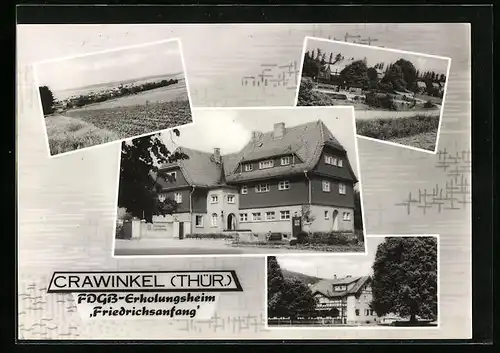 CRAWINKEL (THÜR.)
FDGB-Erholungsheim
‚Friedrichsanfang‘